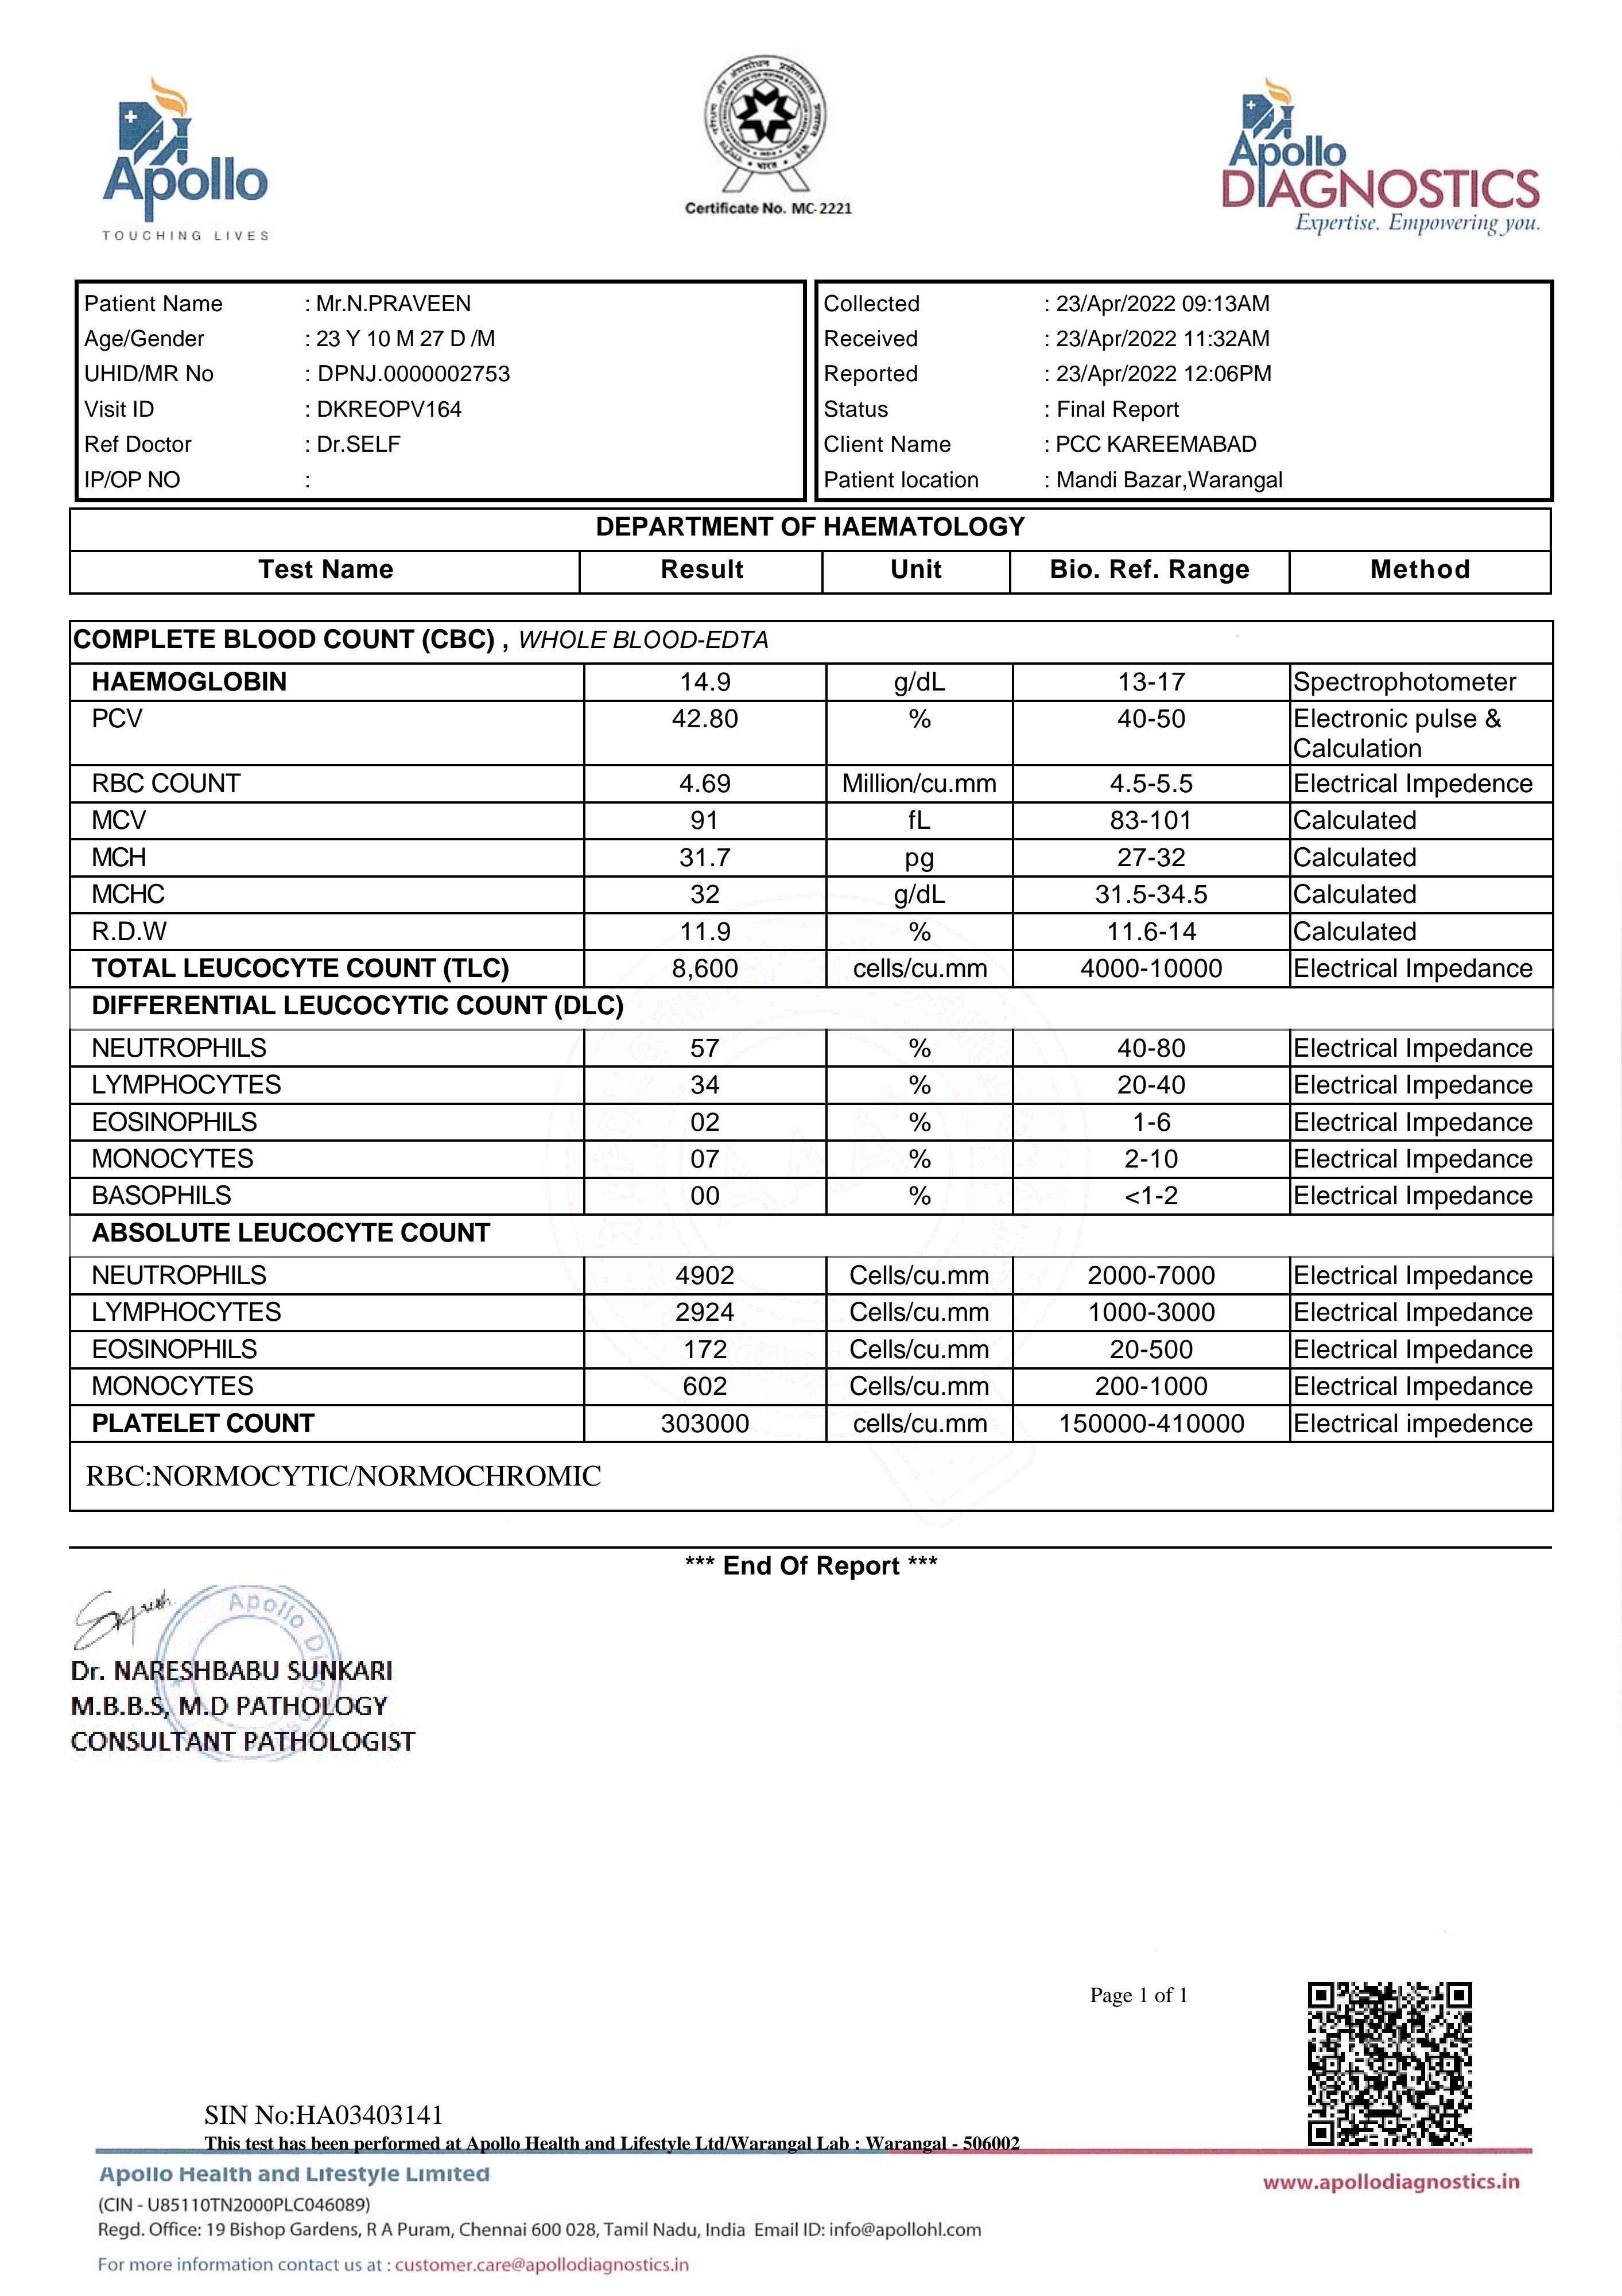 Apollo
TOUCHING LIVES
Certificate No. MC-2221
Apollo
DIAGNOSTICS
Expertise. Empowering you.
Patient Name : Mr.N.PRAVEEN
Age/Gender : 23 Y 10 M 27 D /M
UHID/MR No : DPNJ.0000002753
Visit ID : DKREOPV164
Ref Doctor : Dr.SELF
IP/OP NO :
Collected : 23/Apr/2022 09:13AM
Received : 23/Apr/2022 11:32AM
Reported : 23/Apr/2022 12:06PM
Status : Final Report
Client Name : PCC KAREEMABAD
Patient location : Mandi Bazar,Warangal
DEPARTMENT OF HAEMATOLOGY
Test Name Result Unit Bio. Ref. Range Method
COMPLETE BLOOD COUNT (CBC) , WHOLE BLOOD-EDTA
HAEMOGLOBIN 14.9 g/dL 13-17 Spectrophotometer
PCV 42.80 % 40-50 Electronic pulse &
Calculation
RBC COUNT 4.69 Million/cu.mm 4.5-5.5 Electrical Impedence
MCV 91 fL 83-101 Calculated
MCH 31.7 pg 27-32 Calculated
MCHC 32 g/dL 31.5-34.5 Calculated
R.D.W 11.9 % 11.6-14 Calculated
TOTAL LEUCOCYTE COUNT (TLC) 8,600 cells/cu.mm 4000-10000 Electrical Impedance
DIFFERENTIAL LEUCOCYTIC COUNT (DLC)
NEUTROPHILS 57 % 40-80 Electrical Impedance
LYMPHOCYTES 34 % 20-40 Electrical Impedance
EOSINOPHILS 02 % 1-6 Electrical Impedance
MONOCYTES 07 % 2-10 Electrical Impedance
BASOPHILS 00 % <1-2 Electrical Impedance
ABSOLUTE LEUCOCYTE COUNT
NEUTROPHILS 4902 Cells/cu.mm 2000-7000 Electrical Impedance
LYMPHOCYTES 2924 Cells/cu.mm 1000-3000 Electrical Impedance
EOSINOPHILS 172 Cells/cu.mm 20-500 Electrical Impedance
MONOCYTES 602 Cells/cu.mm 200-1000 Electrical Impedance
PLATELET COUNT 303000 cells/cu.mm 150000-410000 Electrical impedence
RBC:NORMOCYTIC/NORMOCHROMIC
*** End Of Report ***
Apollo
Dr. NARESHBABU SUNKARI
M.B.B.S, M.D PATHOLOGY
CONSULTANT PATHOLOGIST
Page 1 of 1
SIN No:HA03403141
This test has been performed at Apollo Health and Lifestyle Ltd/Warangal Lab : Warangal - 506002
Apollo Health and Lifestyle Limited
www.apollodiagnostics.in
(CIN - U85110TN2000PLC046089)
Regd. Office: 19 Bishop Gardens, R A Puram, Chennai 600 028, Tamil Nadu, India Email ID: info@apollohl.com
For more information contact us at : customer.care@apollodiagnostics.in